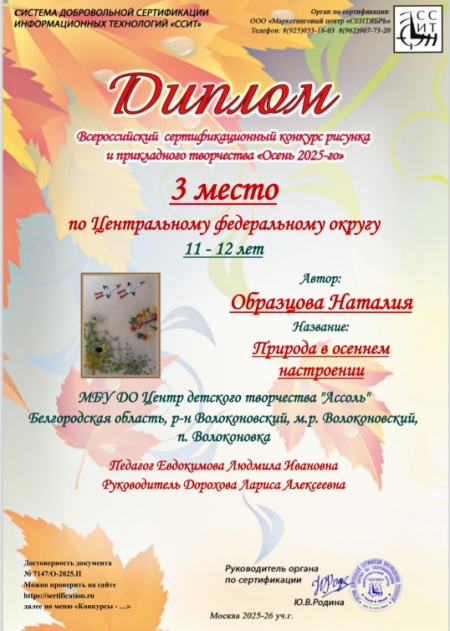 СИСТЕМА ДОБРОВОЛЬНОЙ СЕРТИФИКАЦИИ
ИНФОРМАЦИОННЫХ ТЕХНОЛОГИЙ «ССИТ»
Орган по сертификации:
ООО «Маркетинговый центр «СЕНТЯБРЬ»
Телефон: 8(925)053-16-03 8(962)907-73-20
Диплом
Всероссийский сертификационный конкурс рисунка
и прикладного творчества «Осень 2025-го»
3 место
по Центральному федеральному округу
11 - 12 лет
Автор:
Образцова Наталия
Название:
Природа в осеннем
настроении
МБУ ДО Центр детского творчества "Ассоль"
Белгородская область, р-н Волоконовский, м.р. Волоконовский,
п. Волоконовка
Педагог Евдокимова Людмила Ивановна
Руководитель Дорохова Лариса Алексеевна
Достоверность документа
№ 7147/О-2025.II
Можно проверить на сайте
https://sertification.ru
далее по меню «Конкурсы - …»
Руководитель органа
по сертификации
Ю.В.Родина
Москва 2025-26 уч.г.